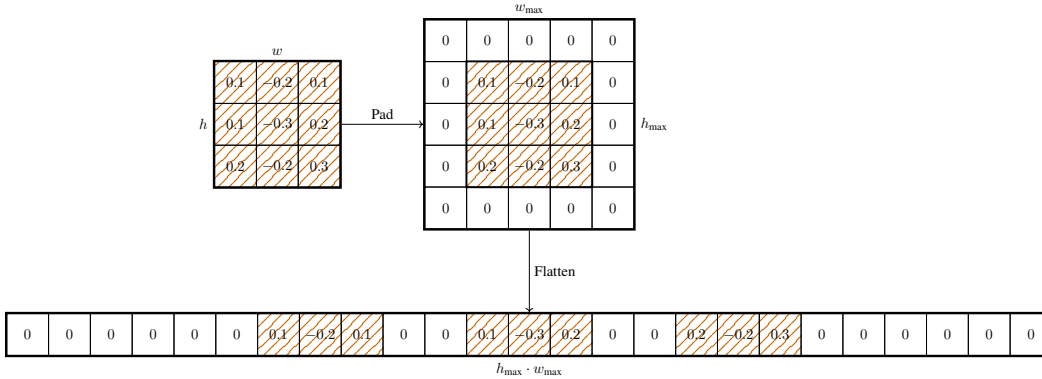 w
h
0.1 −0.2 0.1
0.1 −0.3 0.2
0.2 −0.2 0.3
Pad
w_max
0 0 0 0 0
0 0.1 −0.2 0.1 0
0 0.1 −0.3 0.2 0
0 0.2 −0.2 0.3 0
0 0 0 0 0
h_max
Flatten
0 0 0 0 0 0 0.1 −0.2 0.1 0 0 0.1 −0.3 0.2 0 0 0.2 −0.2 0.3 0 0 0 0 0 0
h_max · w_max